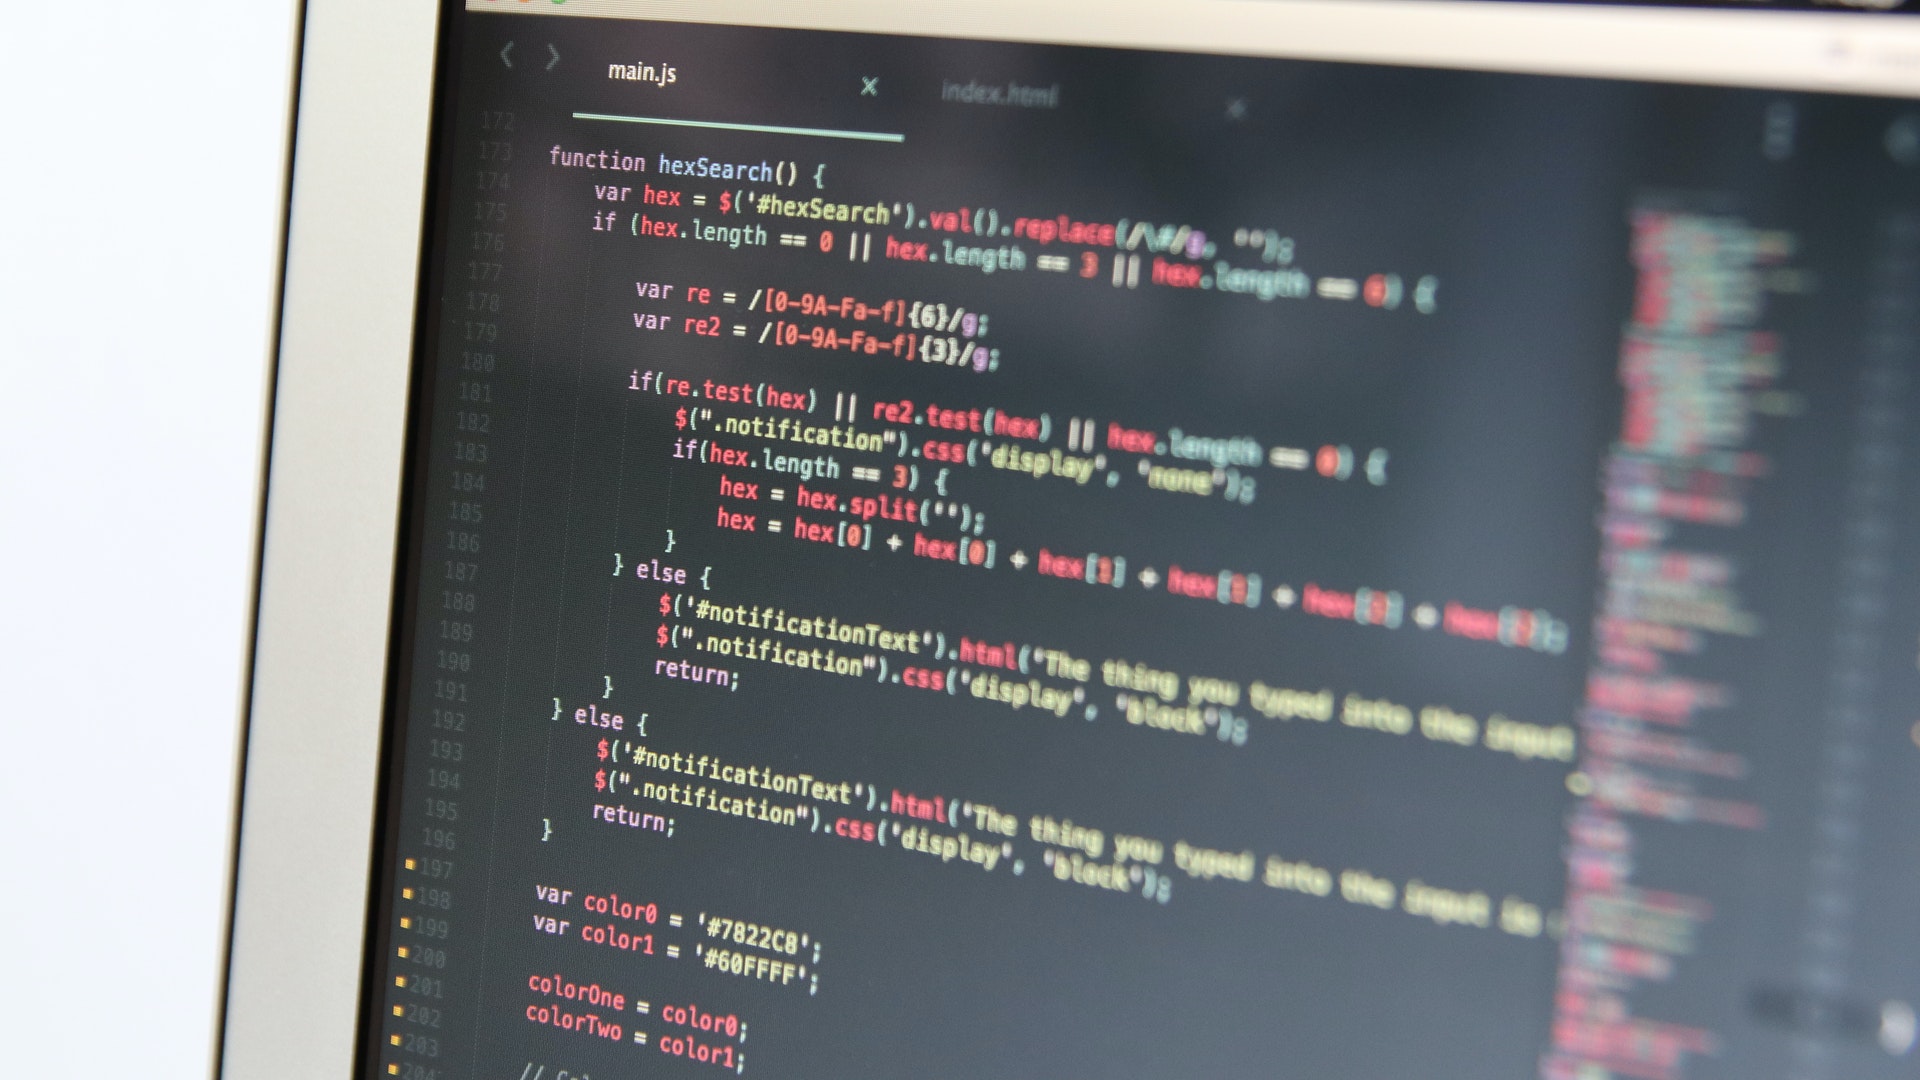 main.js
index.html
172
173 function hexSearch() {
174 var hex = $('#hexSearch').val().replace(/\#/g, '');
175 if (hex.length == 0 || hex.length == 3 || hex.length == 6) {
176
177 var re = /[0-9A-Fa-f]{6}/g;
178 var re2 = /[0-9A-Fa-f]{3}/g;
179
180 if(re.test(hex) || re2.test(hex) || hex.length == 0) {
181 $(".notification").css('display', 'none');
182 if(hex.length == 3) {
183 hex = hex.split('');
184 hex = hex[0] + hex[0] + hex[1] + hex[1] + hex[2] + hex[2];
185 }
186 } else {
187 $('#notificationText').html('The thing you typed into the input
188 $(".notification").css('display', 'block');
189 return;
190 }
191 } else {
192 $('#notificationText').html('The thing you typed into the input is
193 $(".notification").css('display', 'block');
194 return;
195 }
196
197 var color0 = '#7822C8';
198 var color1 = '#60FFFF';
199
200 colorOne = color0;
201 colorTwo = color1;
202
203 //
204